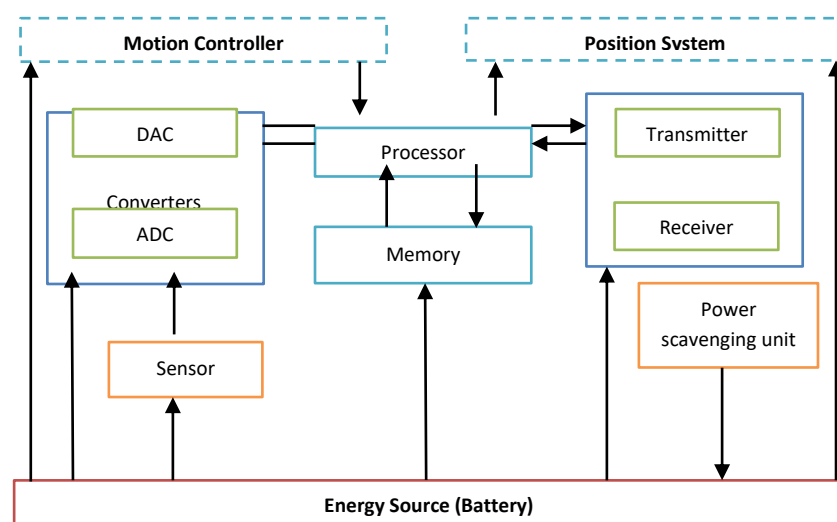 Motion Controller
Position Svstem
DAC
Converters
ADC
Processor
Memory
Transmitter
Receiver
Sensor
Power
scavenging unit
Energy Source (Battery)